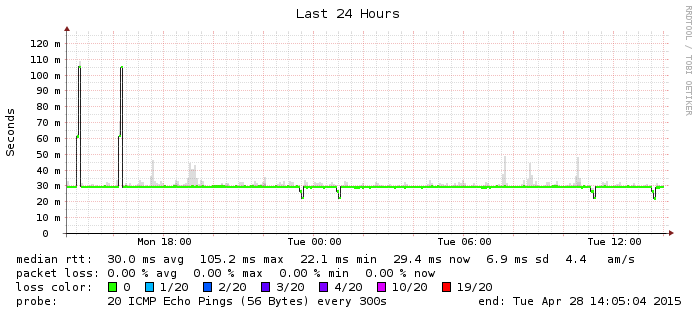 Last 24 Hours
RRDTOOL / TOBI OETIKER
Seconds
120 m
110 m
100 m
90 m
80 m
70 m
60 m
50 m
40 m
30 m
20 m
10 m
0
Mon 18:00 Tue 00:00 Tue 06:00 Tue 12:00
median rtt: 30.0 ms avg 105.2 ms max 22.1 ms min 29.4 ms now 6.9 ms sd 4.4 am/s
packet loss: 0.00 % avg 0.00 % max 0.00 % min 0.00 % now
loss color: 0 1/20 2/20 3/20 4/20 10/20 19/20
probe: 20 ICMP Echo Pings (56 Bytes) every 300s end: Tue Apr 28 14:05:04 2015